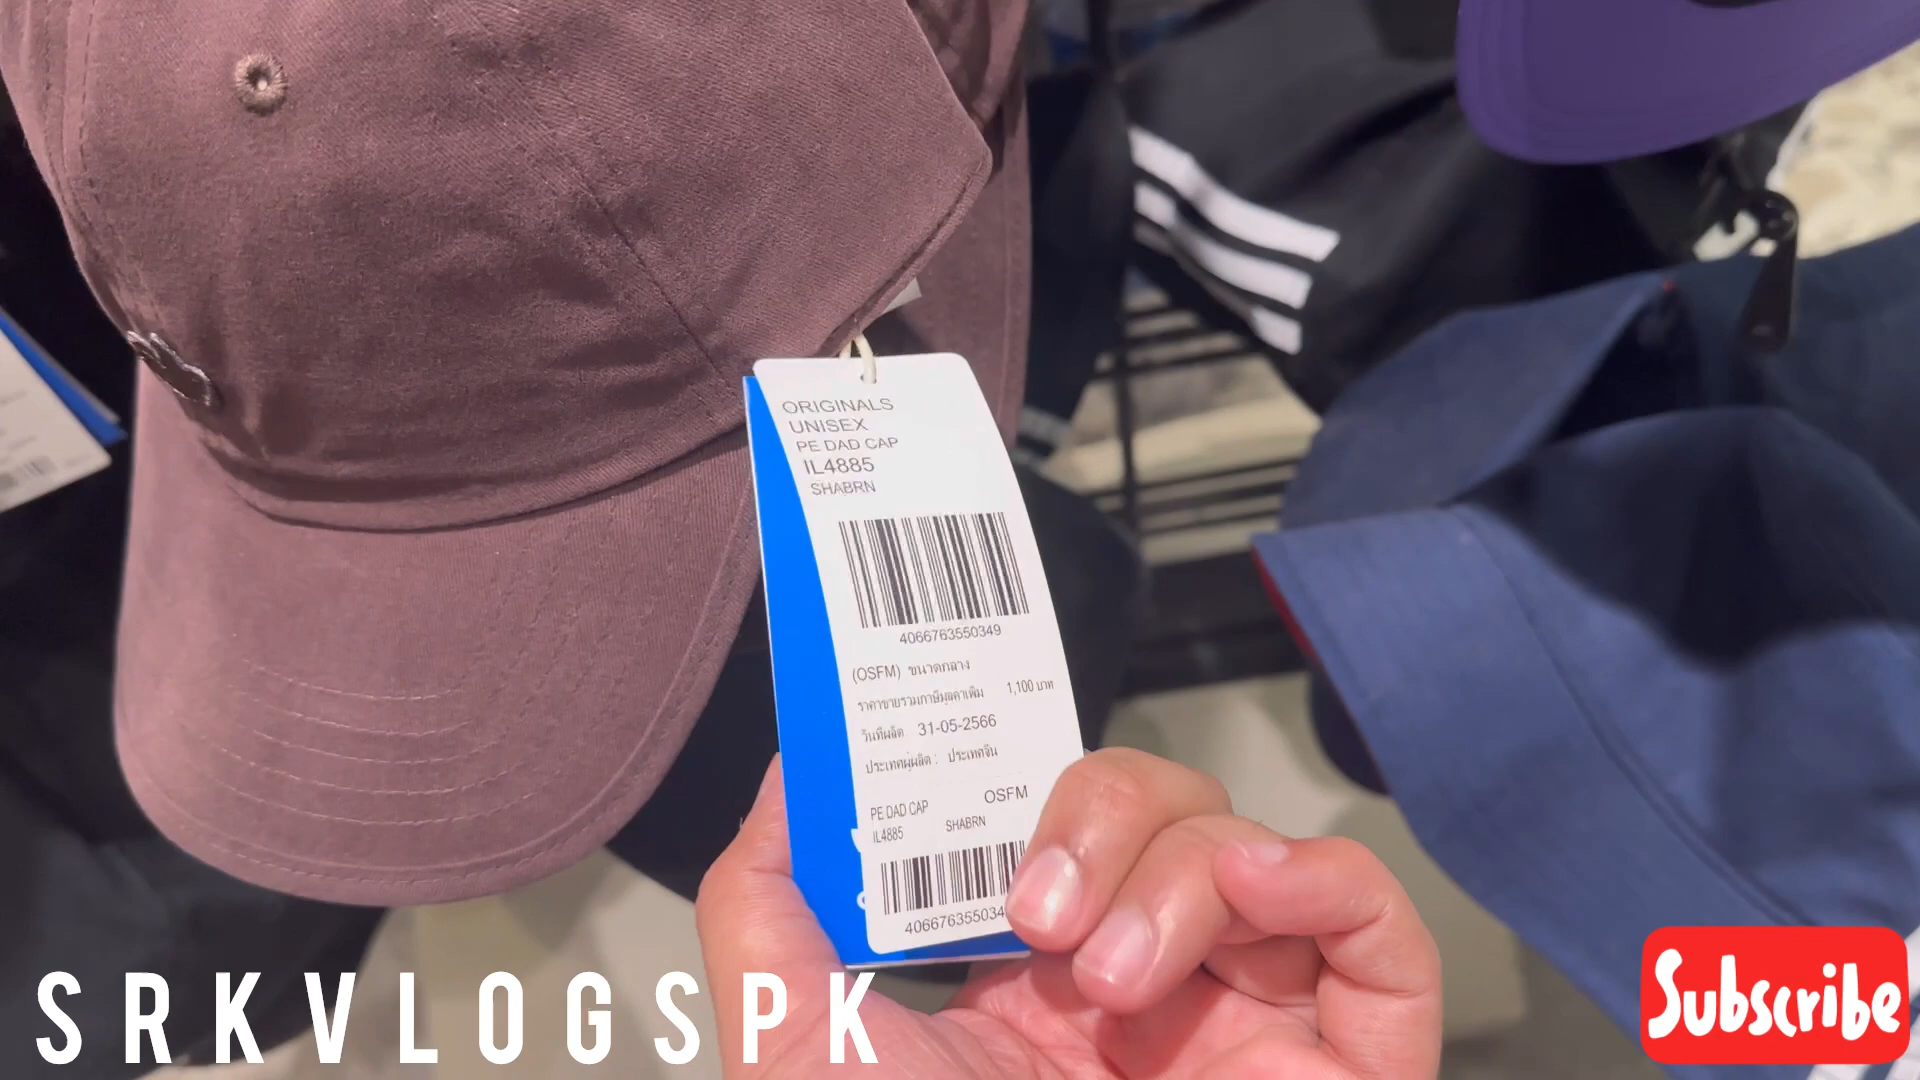 ORIGINALS
UNISEX
PE DAD CAP
IL4885
SHABRN
4066763550349
(OSFM) ขนาดกลาง
ราคาขายรวมภาษีมูลค่าเพิ่ม 1,100 บาท
วันที่ผลิต 31-05-2566
ประเทศผู้ผลิต : ประเทศจีน
PE DAD CAP OSFM
IL4885 SHABRN
406676355034
SRKVLOGSPK
Subscribe